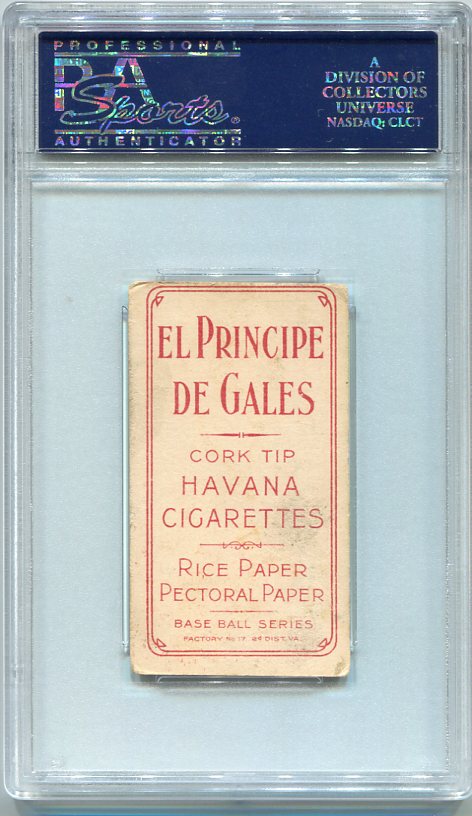 PROFESSIONAL
PSA
Sports®
AUTHENTICATOR
A
DIVISION OF
COLLECTORS
UNIVERSE
NASDAQ: CLCT
EL PRINCIPE
DE GALES
CORK TIP
HAVANA
CIGARETTES
RICE PAPER
PECTORAL PAPER
BASE BALL SERIES
FACTORY No 17. 2d DIST. VA.